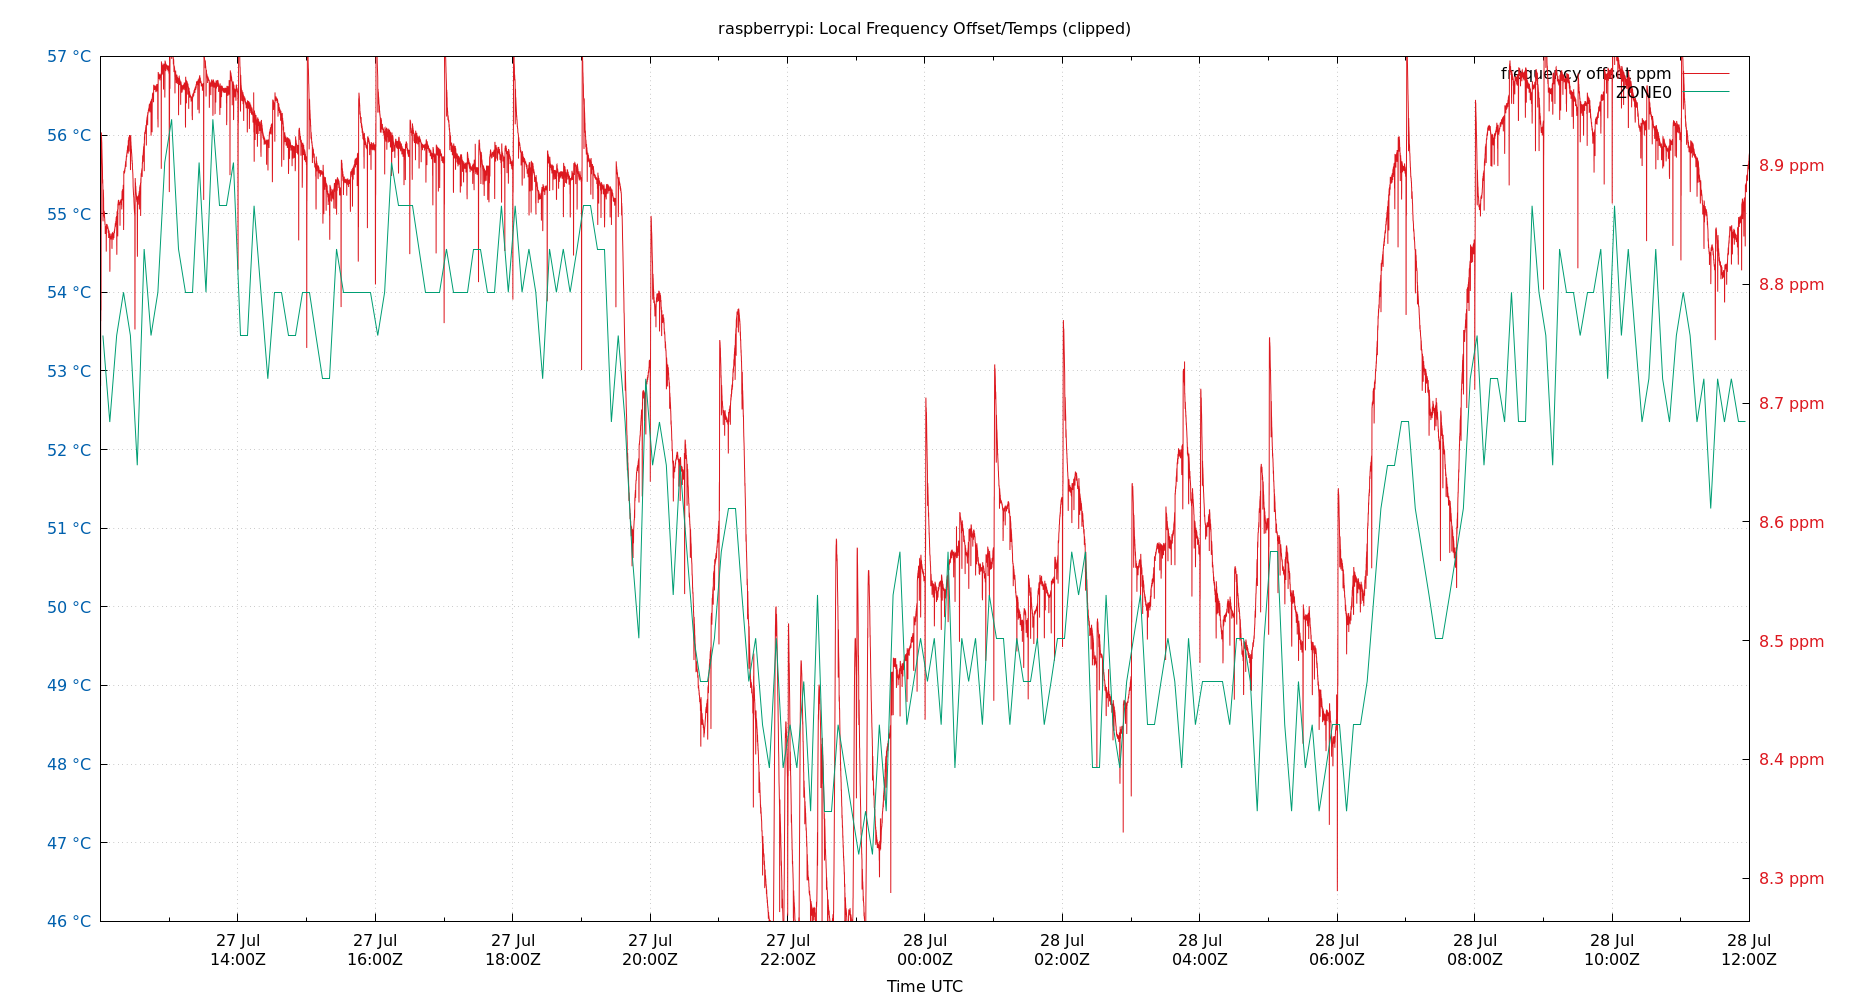 raspberrypi: Local Frequency Offset/Temps (clipped)
57 °C
56 °C
55 °C
54 °C
53 °C
52 °C
51 °C
50 °C
49 °C
48 °C
47 °C
46 °C
frequency offset ppm
ZONE0
8.9 ppm
8.8 ppm
8.7 ppm
8.6 ppm
8.5 ppm
8.4 ppm
8.3 ppm
27 Jul 27 Jul 27 Jul 27 Jul 27 Jul 28 Jul 28 Jul 28 Jul 28 Jul 28 Jul 28 Jul 28 Jul
14:00Z 16:00Z 18:00Z 20:00Z 22:00Z 00:00Z 02:00Z 04:00Z 06:00Z 08:00Z 10:00Z 12:00Z
Time UTC